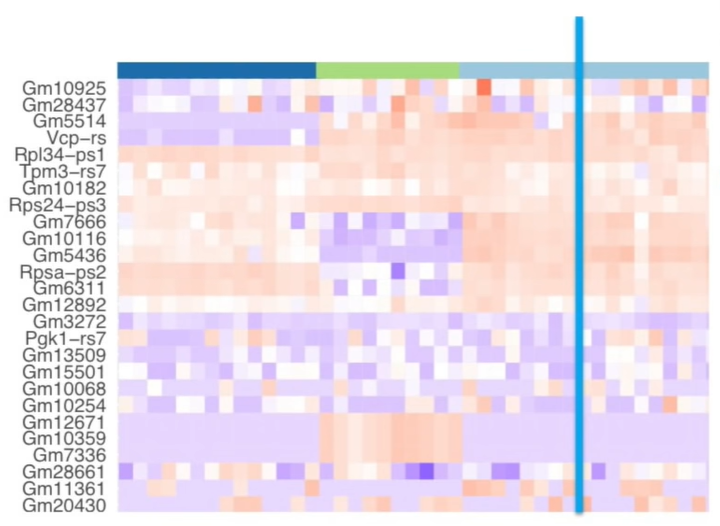 Gm10925
Gm28437
Gm5514
Vcp−rs
Rpl34−ps1
Tpm3−rs7
Gm10182
Rps24−ps3
Gm7666
Gm10116
Gm5436
Rpsa−ps2
Gm6311
Gm12892
Gm3272
Pgk1−rs7
Gm13509
Gm15501
Gm10068
Gm10254
Gm12671
Gm10359
Gm7336
Gm28661
Gm11361
Gm20430